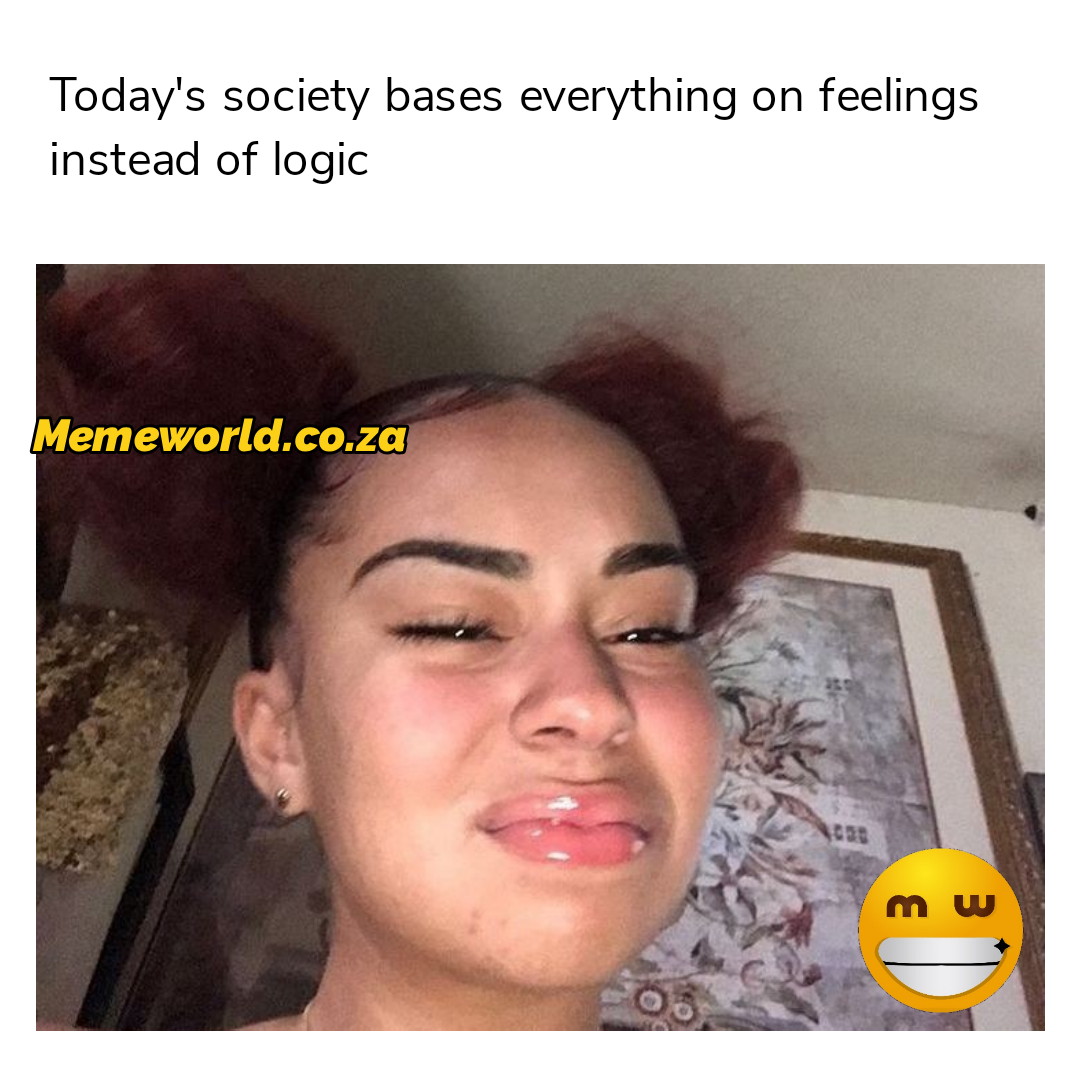 Today's society bases everything on feelings
instead of logic
Memeworld.co.za
m w